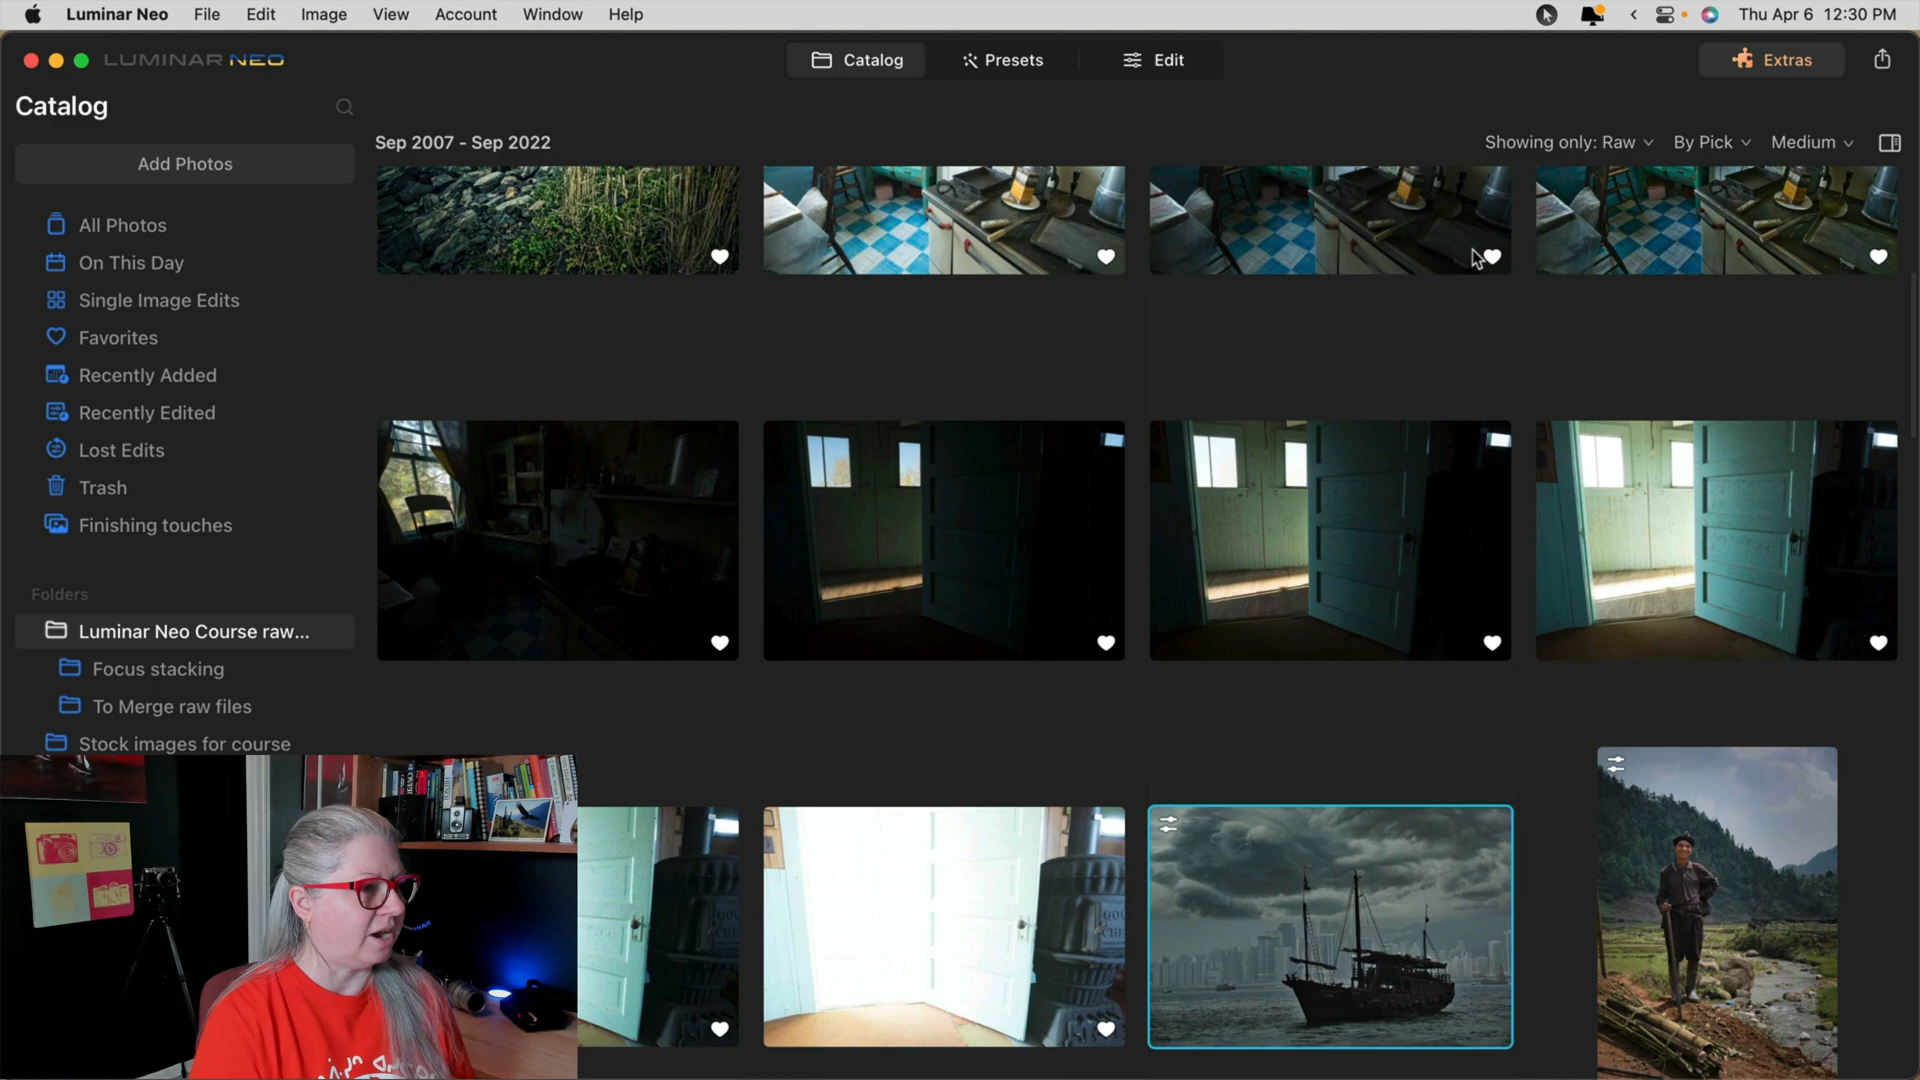 Luminar Neo File Edit Image View Account Window Help Thu Apr 6 12:30 PM
LUMINAR NEO Catalog Presets Edit Extras
Catalog
Sep 2007 - Sep 2022 Showing only: Raw By Pick Medium
Add Photos
All Photos
On This Day
Single Image Edits
Favorites
Recently Added
Recently Edited
Lost Edits
Trash
Finishing touches
Folders
Luminar Neo Course raw...
Focus stacking
To Merge raw files
Stock images for course